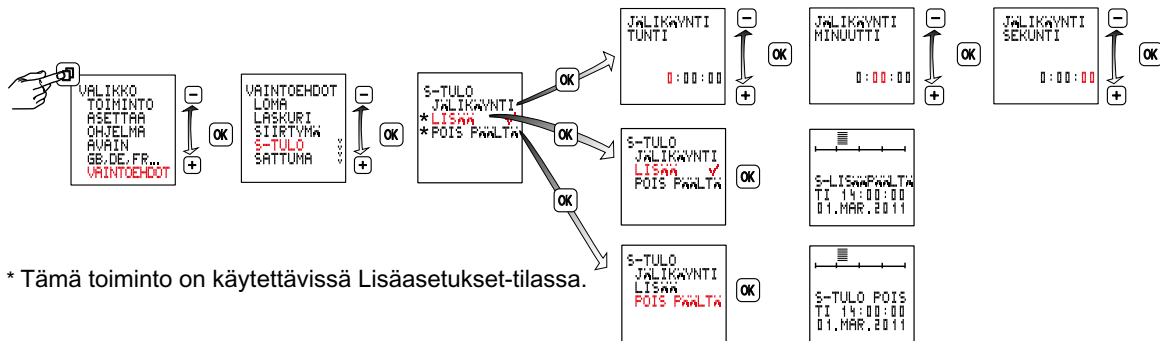 VALIKKO
TOIMINTO
ASETTAA
OHJELMA
AVAIN
GB,DE,FR...
VAINTOEHDOT
−
+
OK
VAINTOEHDOT
LOMA
LASKURI
SIIRTYMÄ
S-TULO
SATTUMA
−
+
OK
S-TULO
JÄLIKÄYNTI
*LISÄÄ ✓
*POIS PÄÄLTÄ
OK
OK
OK
JÄLIKÄYNTI
TUNTI
0:00:00
−
+
OK
JÄLIKÄYNTI
MINUUTTI
0:00:00
−
+
OK
JÄLIKÄYNTI
SEKUNTI
0:00:00
−
+
OK
S-TULO
JÄLIKÄYNTI
LISÄÄ ✓
POIS PÄÄLTÄ
OK
S-LISÄÄPÄÄLTÄ
TI 14:00:00
01.MAR.2011
S-TULO
JÄLIKÄYNTI
LISÄÄ
POIS PÄÄLTÄ
OK
S-TULO POIS
TI 14:00:00
01.MAR.2011
* Tämä toiminto on käytettävissä Lisäasetukset-tilassa.